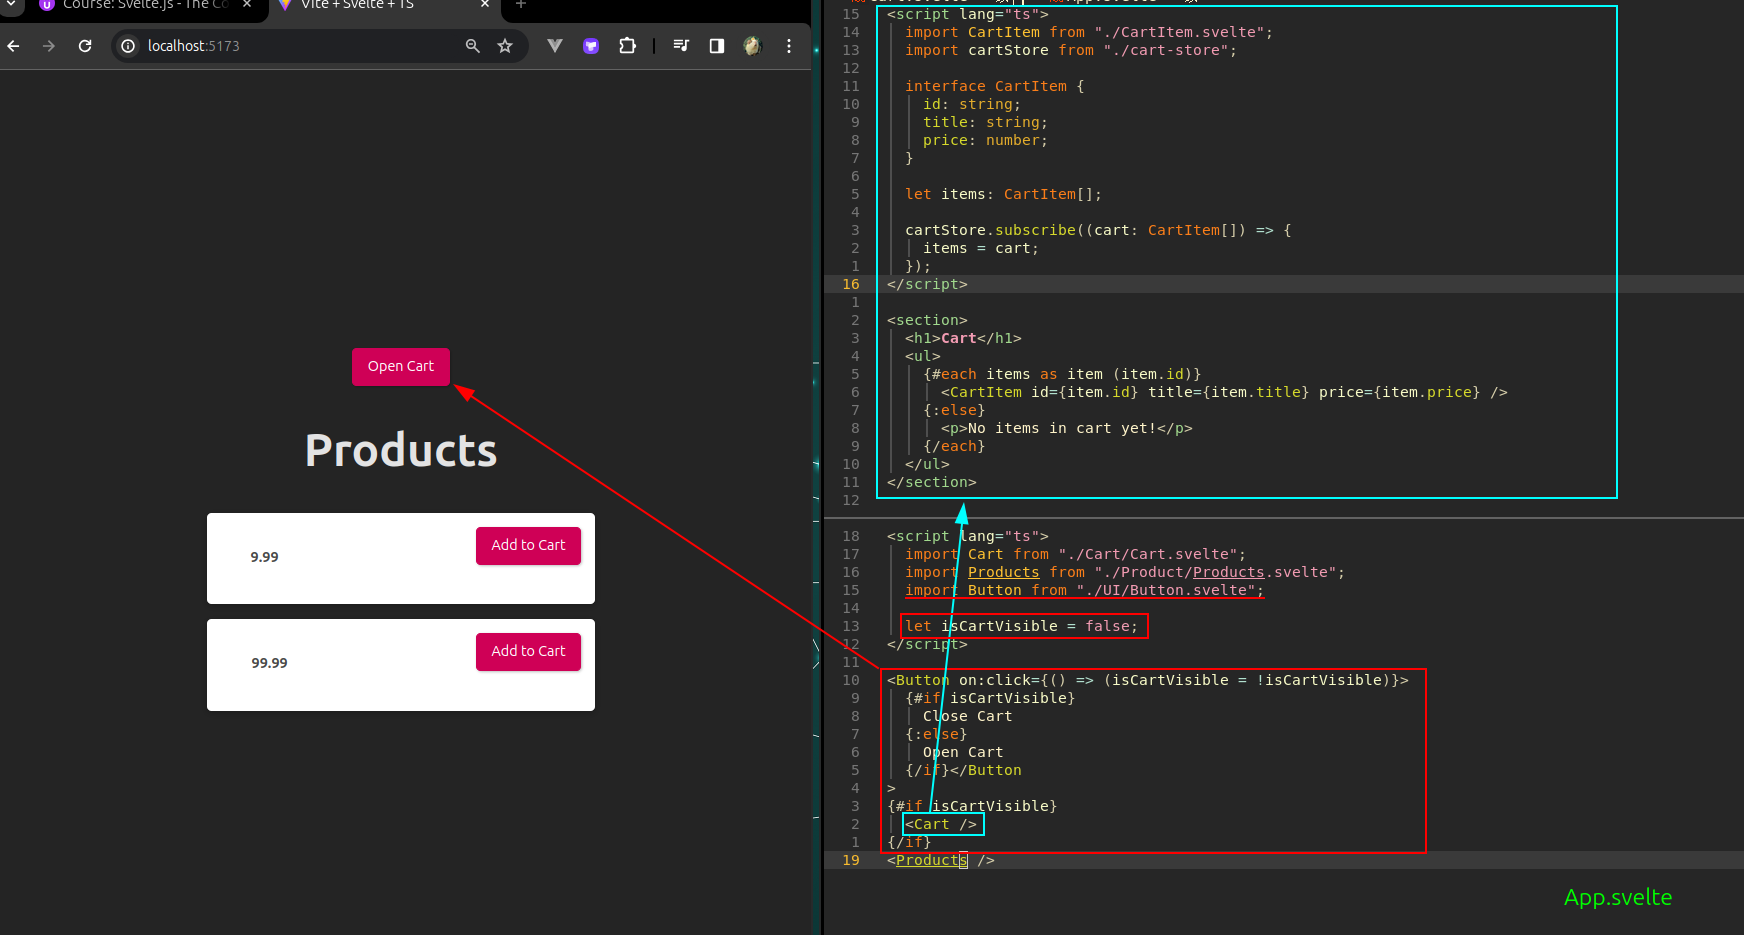 Course: Svelte.js - The Co
Vite + Svelte + TS
localhost:5173
Open Cart
Products
9.99
Add to Cart
99.99
Add to Cart
15 <script lang="ts">
14 import CartItem from "./CartItem.svelte";
13 import cartStore from "./cart-store";
12
11 interface CartItem {
10 id: string;
9 title: string;
8 price: number;
7 }
6
5 let items: CartItem[];
4
3 cartStore.subscribe((cart: CartItem[]) => {
2 items = cart;
1 });
16 </script>
1
2 <section>
3 <h1>Cart</h1>
4 <ul>
5 {#each items as item (item.id)}
6 <CartItem id={item.id} title={item.title} price={item.price} />
7 {:else}
8 <p>No items in cart yet!</p>
9 {/each}
10 </ul>
11 </section>
12
18 <script lang="ts">
17 import Cart from "./Cart/Cart.svelte";
16 import Products from "./Product/Products.svelte";
15 import Button from "./UI/Button.svelte";
14
13 let isCartVisible = false;
12 </script>
11
10 <Button on:click={() => (isCartVisible = !isCartVisible)}>
9 {#if isCartVisible}
8 Close Cart
7 {:else}
6 Open Cart
5 {/if}</Button
4 >
3 {#if isCartVisible}
2 <Cart />
1 {/if}
19 <Products />
App.svelte